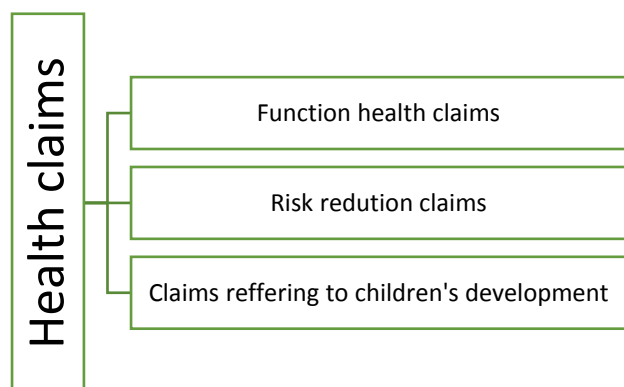 Health claims
Function health claims
Risk redution claims
Claims reffering to children's development